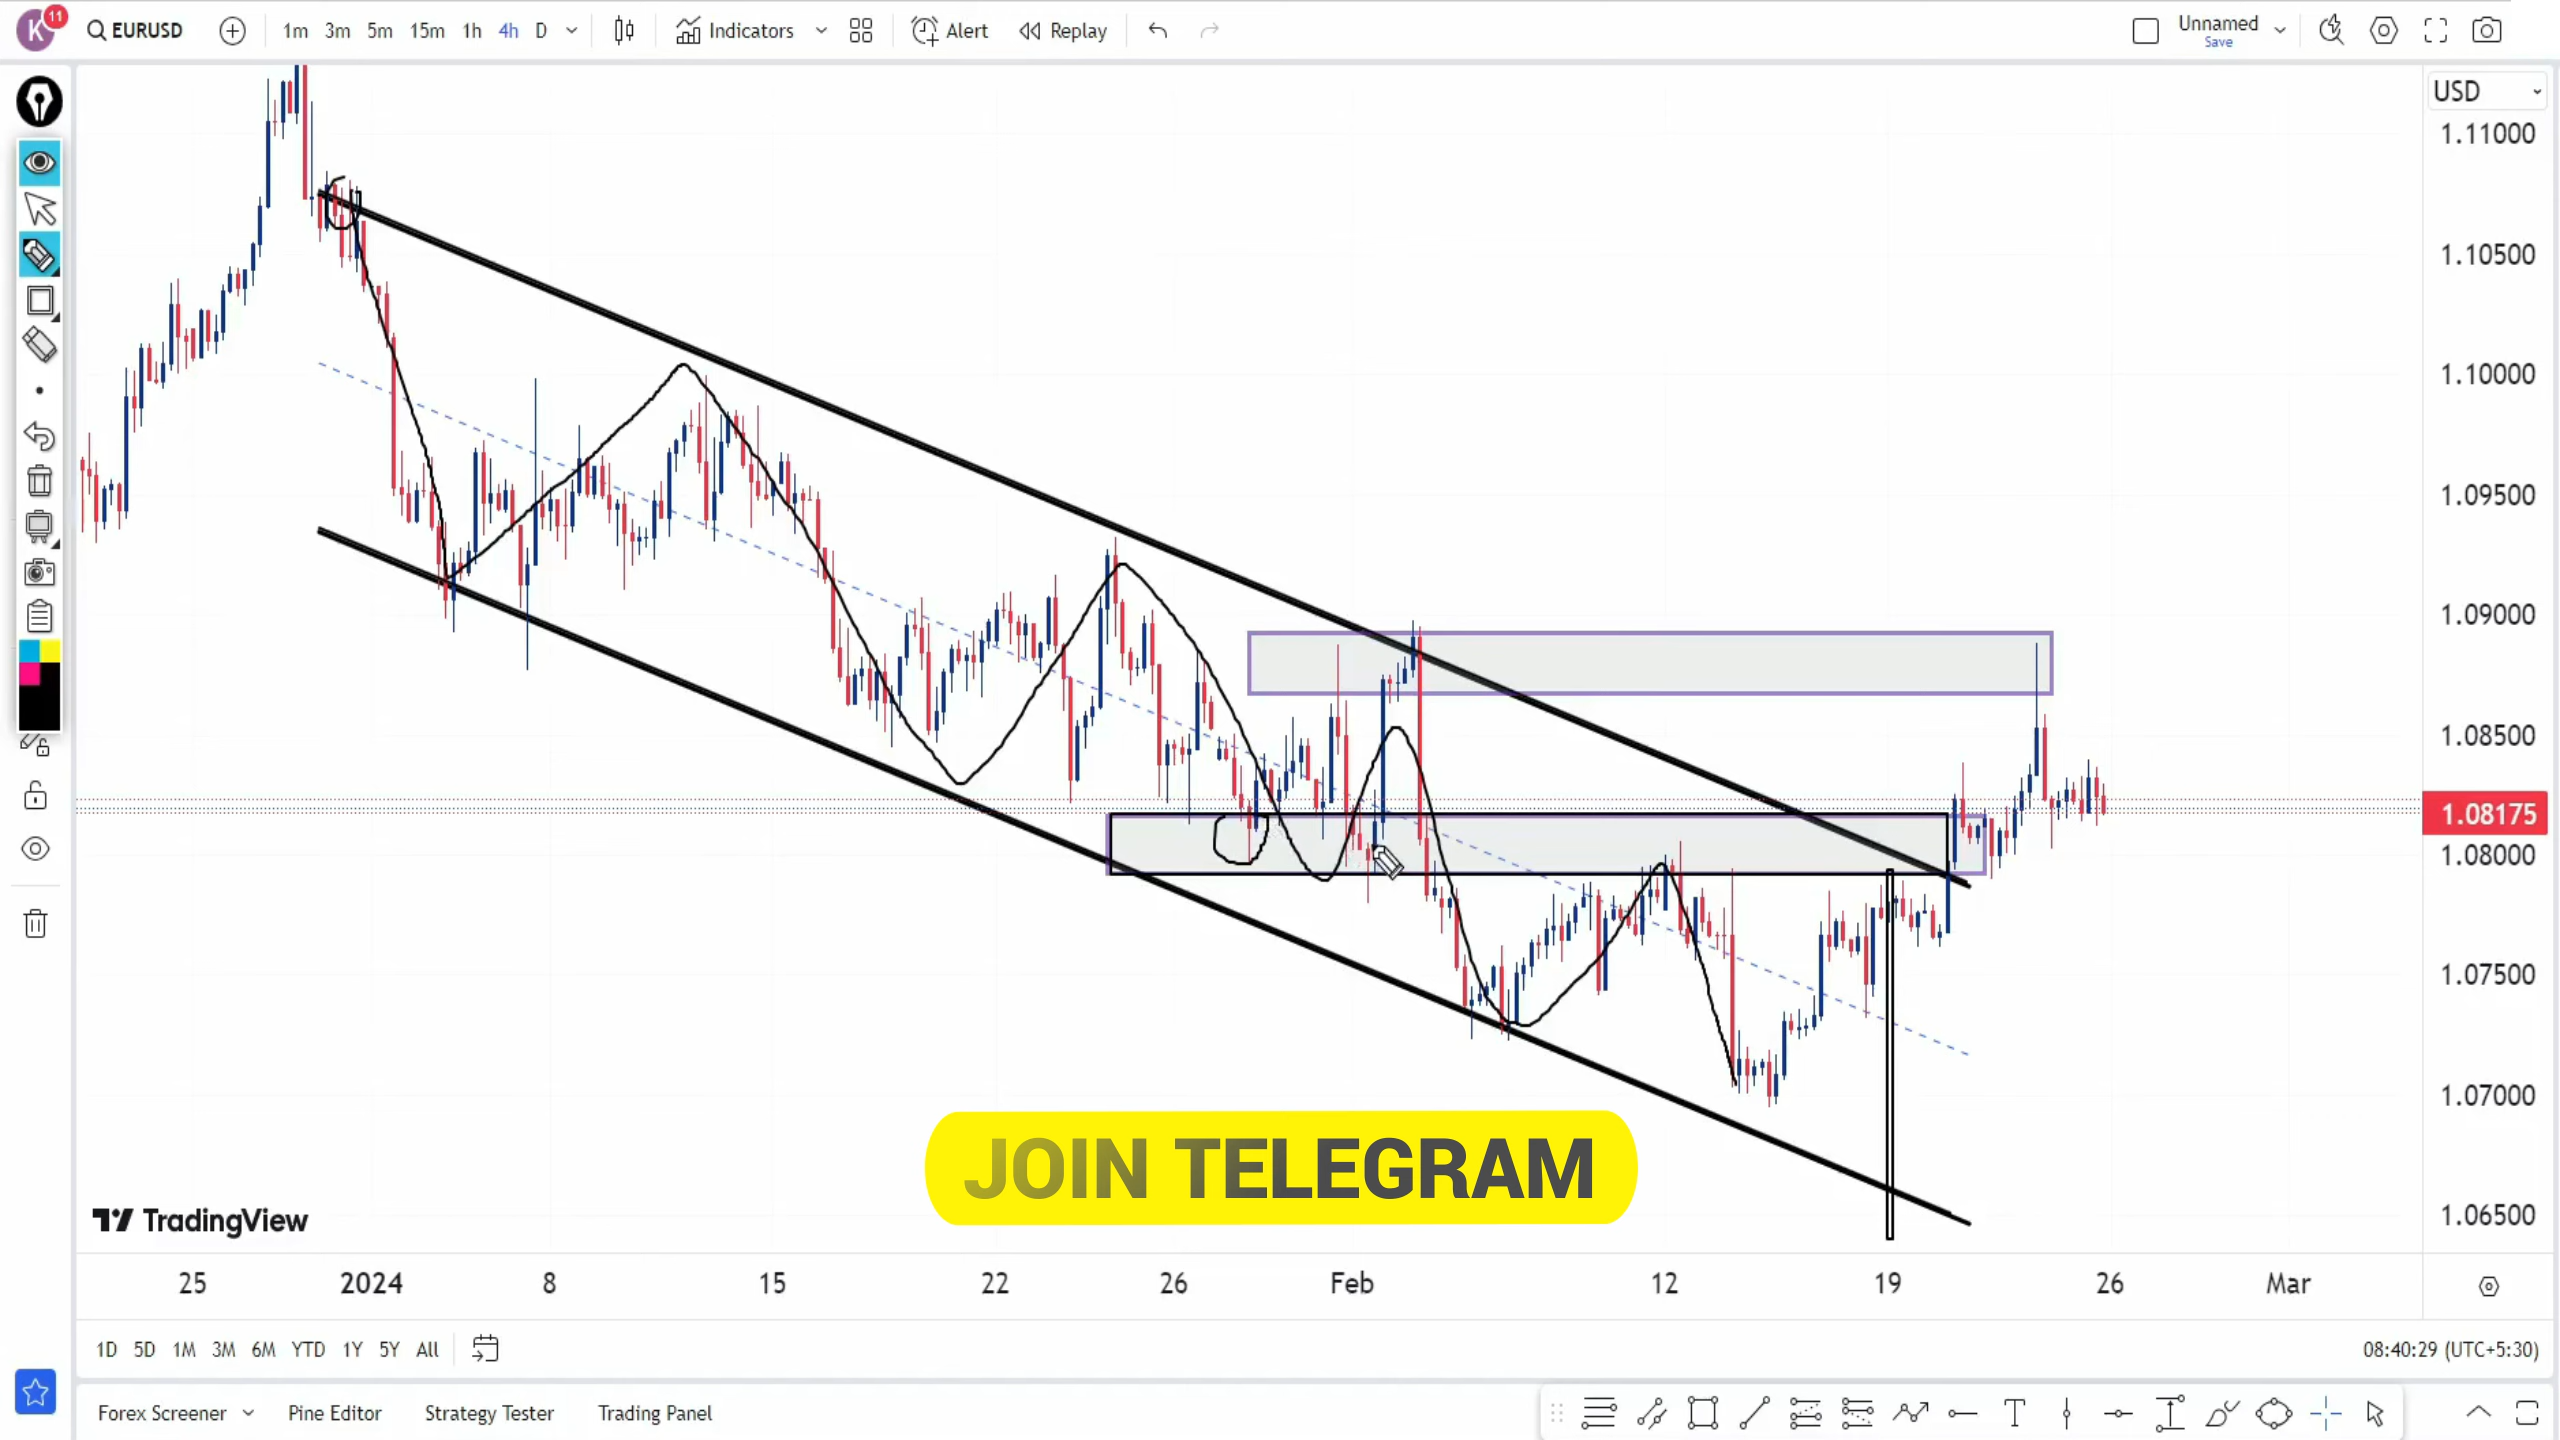 K 11 EURUSD 1m 3m 5m 15m 1h 4h D Indicators Alert Replay Unnamed
Save
USD
1.11000
1.10500
1.10000
1.09500
1.09000
1.08500
1.08175
1.08000
1.07500
1.07000
1.06500
JOIN TELEGRAM
TradingView
25 2024 8 15 22 26 Feb 12 19 26 Mar
1D 5D 1M 3M 6M YTD 1Y 5Y All 08:40:29 (UTC+5:30)
Forex Screener Pine Editor Strategy Tester Trading Panel